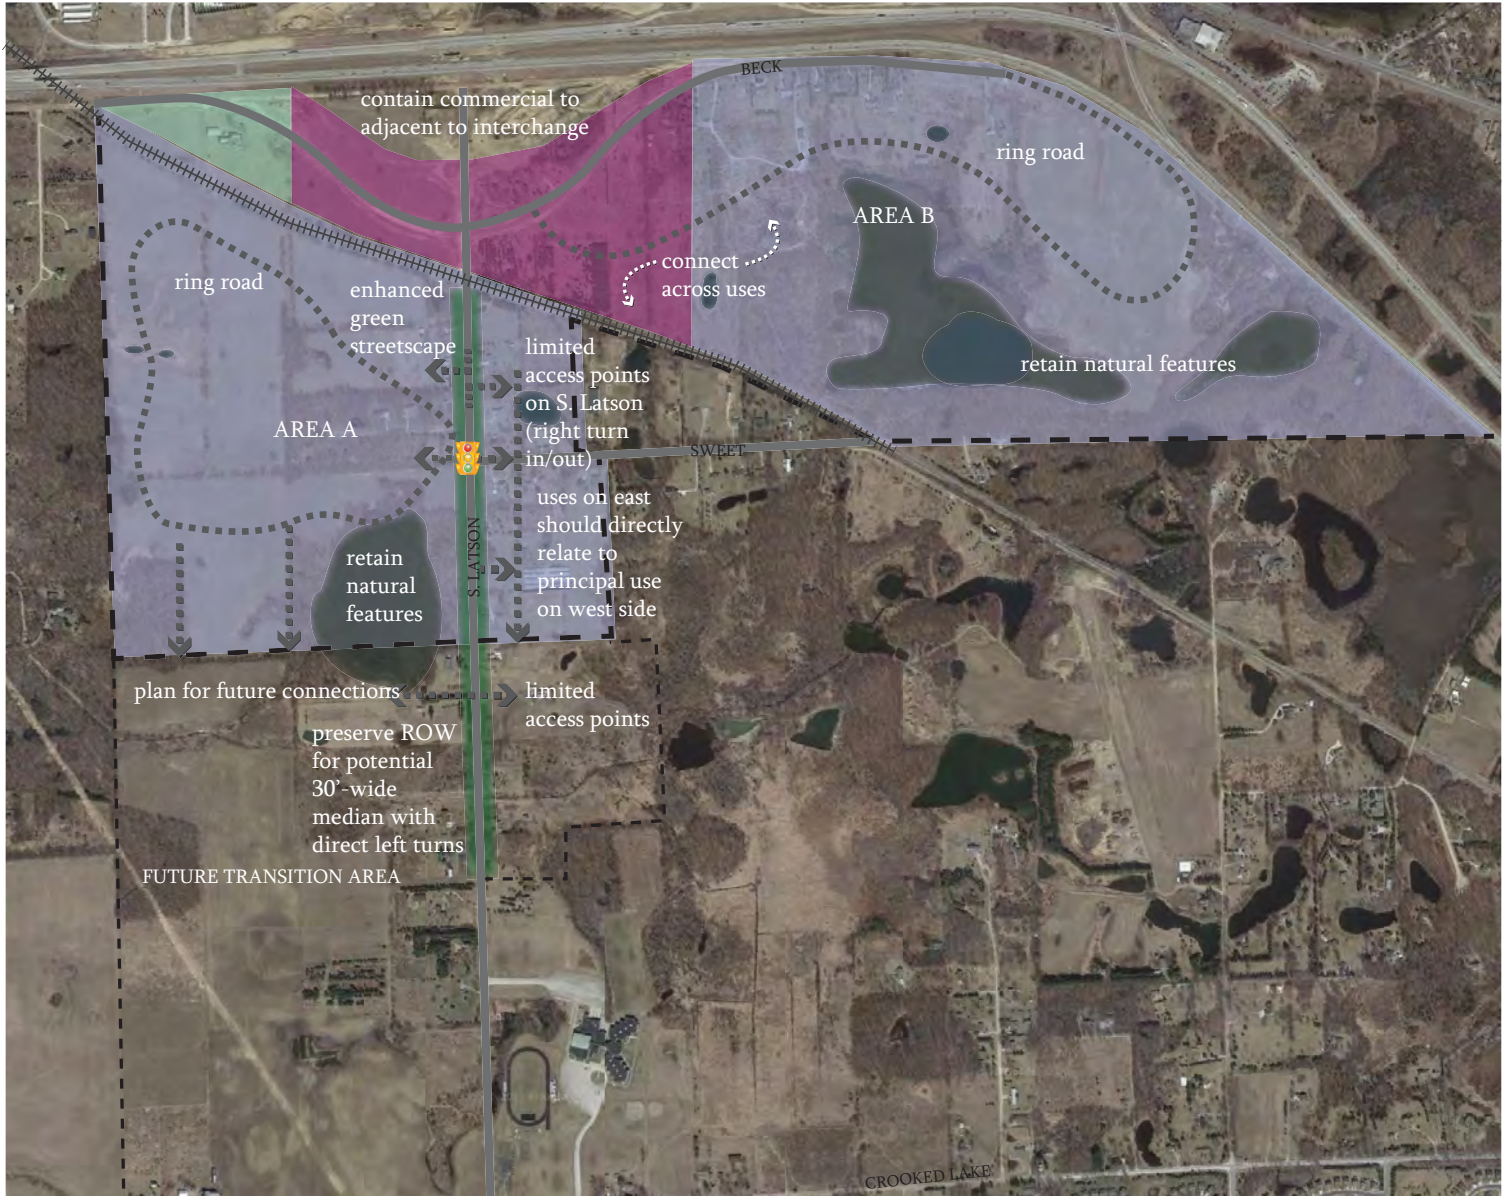 BECK
contain commercial to
adjacent to interchange
ring road
AREA B
connect
across uses
ring road
enhanced
green
streetscape
limited
access points
on S. Latson
(right turn
in/out)
retain natural features
AREA A
SWEET
uses on east
should directly
relate to
principal use
on west side
S. LATSON
retain
natural
features
plan for future connections
limited
access points
preserve ROW
for potential
30'-wide
median with
direct left turns
FUTURE TRANSITION AREA
CROOKED LAKE